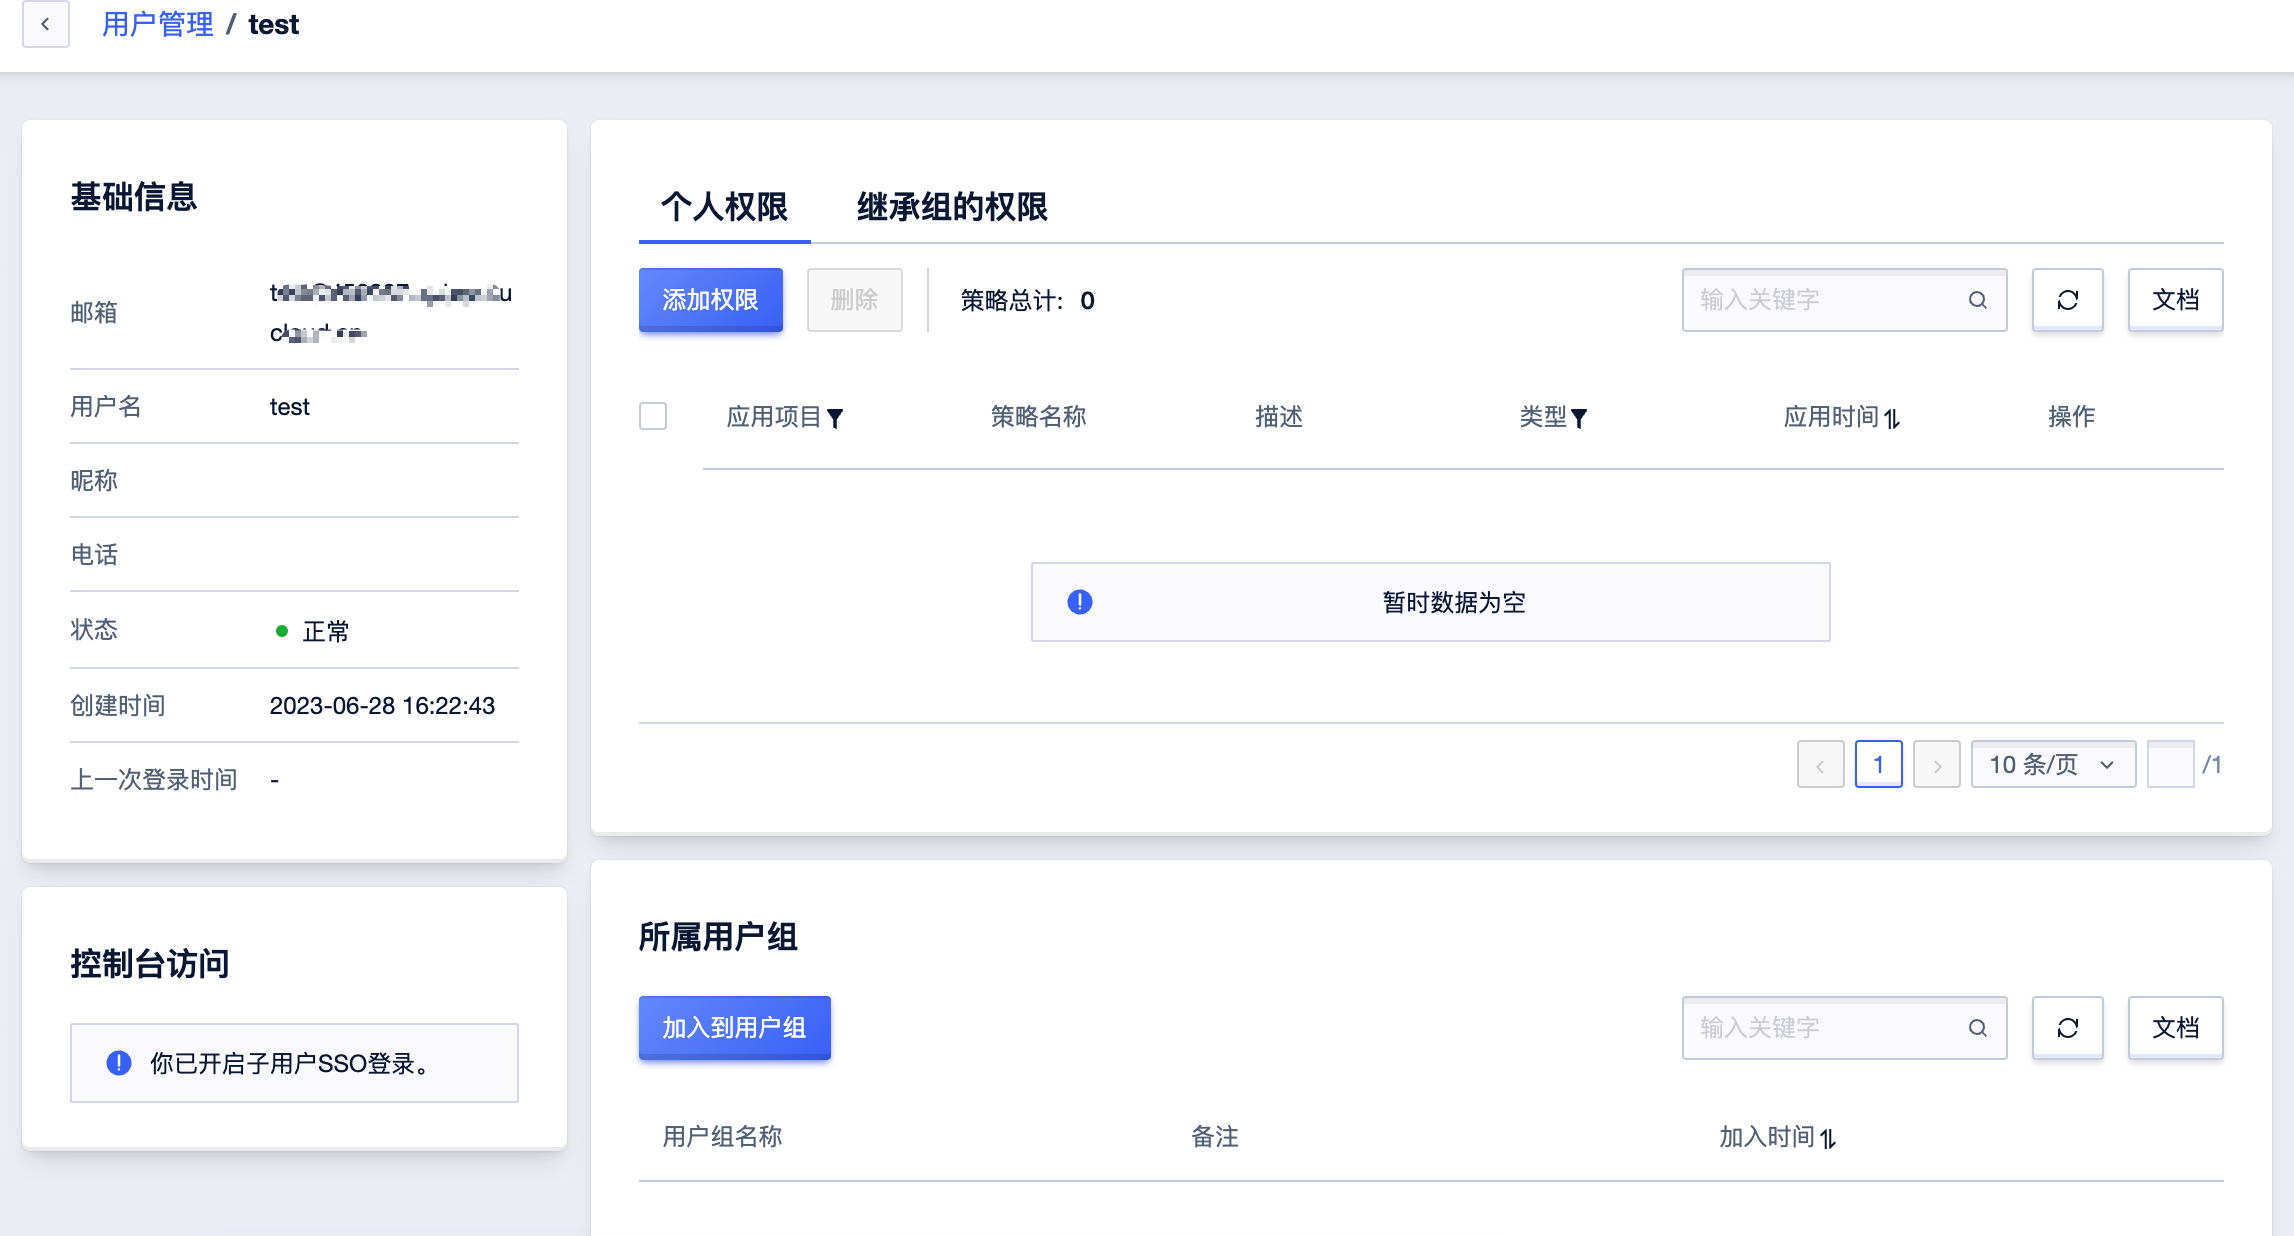 用户管理 / test
基础信息
邮箱
用户名 test
昵称
电话
状态 正常
创建时间 2023-06-28 16:22:43
上一次登录时间 -
控制台访问
你已开启子用户SSO登录。
个人权限 继承组的权限
添加权限 删除 策略总计: 0 输入关键字 文档
应用项目 策略名称 描述 类型 应用时间 操作
暂时数据为空
1 10 条/页 /1
所属用户组
加入到用户组 输入关键字 文档
用户组名称 备注 加入时间